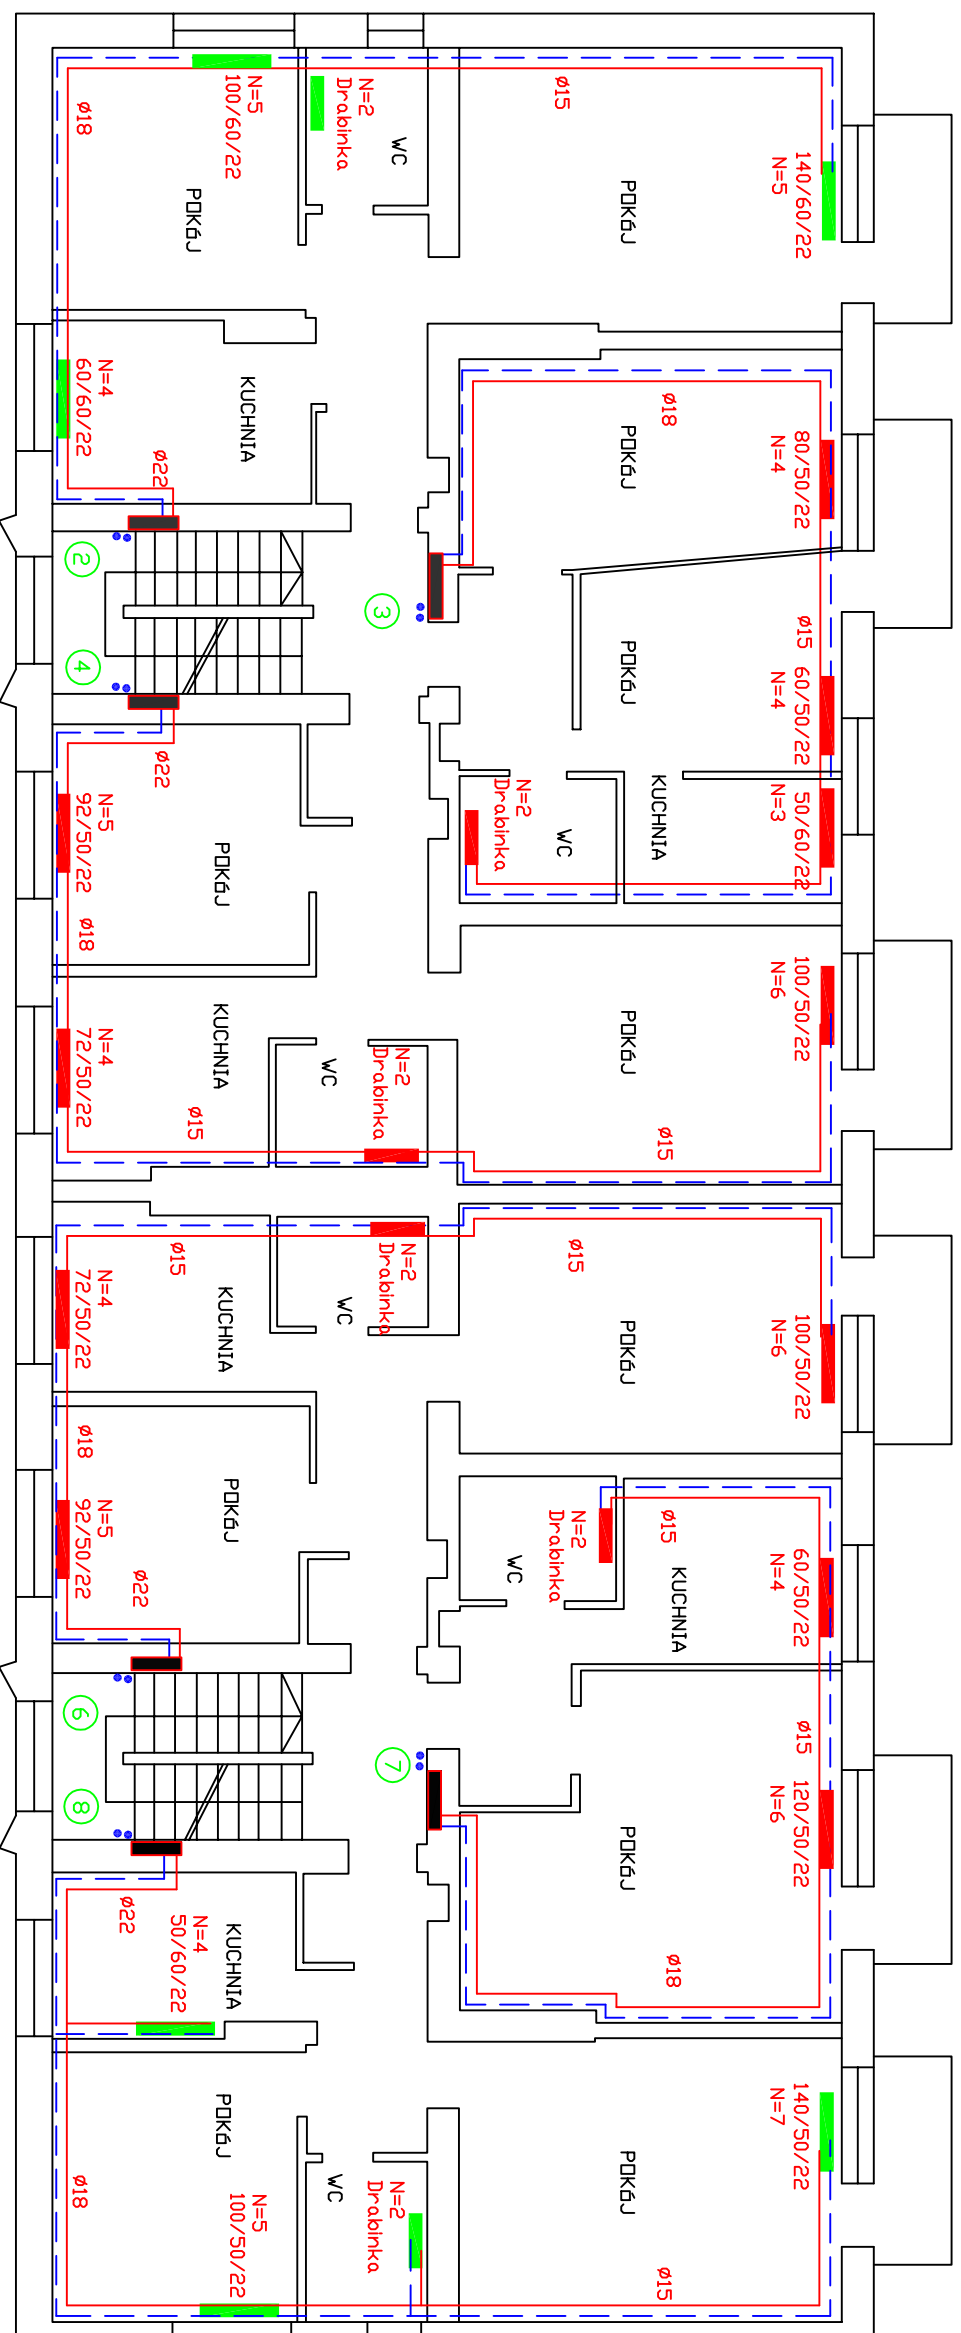 140/60/22
N=5
ø15
POKÓJ
N=2
Drabinka
WC
N=5
100/60/22
ø18
POKÓJ
N=4
60/60/22
KUCHNIA
ø22
2
80/50/22
N=4
ø18
POKÓJ
3
ø15
60/50/22
N=4
POKÓJ
50/60/22
N=3
KUCHNIA
WC
N=2
Drabinka
4
ø22
N=5
92/50/22
POKÓJ
ø18
KUCHNIA
N=4
72/50/22
100/50/22
N=6
POKÓJ
WC
N=2
Drabinka
ø15
ø15
100/50/22
N=6
POKÓJ
ø15
N=2
Drabinka
WC
ø15
KUCHNIA
N=4
72/50/22
ø18
N=5
92/50/22
POKÓJ
ø22
6
60/50/22
N=4
KUCHNIA
ø15
N=2
Drabinka
WC
ø15
120/50/22
N=6
POKÓJ
ø18
7
8
ø22
N=4
50/60/22
KUCHNIA
140/50/22
N=7
POKÓJ
ø15
N=2
Drabinka
WC
POKÓJ
N=5
100/50/22
ø18